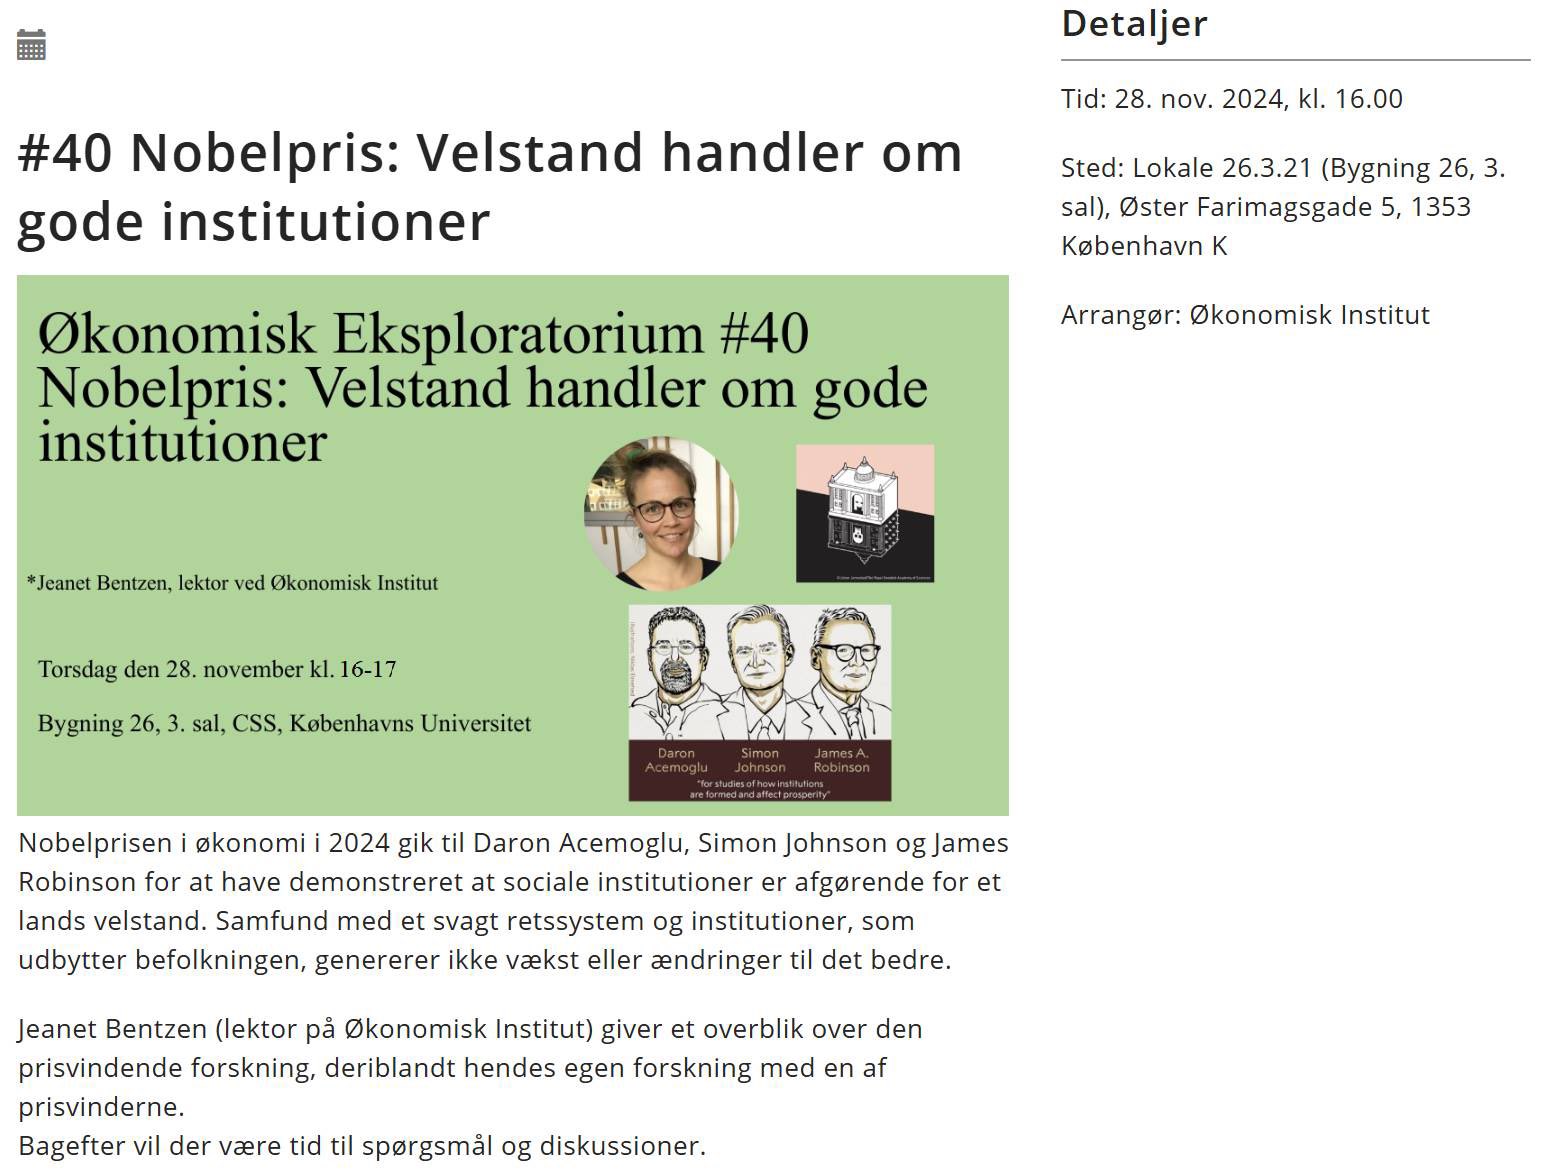 #40 Nobelpris: Velstand handler om
gode institutioner
Økonomisk Eksploratorium #40
Nobelpris: Velstand handler om gode
institutioner
*Jeanet Bentzen, lektor ved Økonomisk Institut
Torsdag den 28. november kl. 16-17
Bygning 26, 3. sal, CSS, Københavns Universitet
Daron
Acemoglu
Simon
Johnson
James A.
Robinson
"for studies of how institutions
are formed and affect prosperity"
Nobelprisen i økonomi i 2024 gik til Daron Acemoglu, Simon Johnson og James
Robinson for at have demonstreret at sociale institutioner er afgørende for et
lands velstand. Samfund med et svagt retssystem og institutioner, som
udbytter befolkningen, genererer ikke vækst eller ændringer til det bedre.
Jeanet Bentzen (lektor på Økonomisk Institut) giver et overblik over den
prisvindende forskning, deriblandt hendes egen forskning med en af
prisvinderne.
Bagefter vil der være tid til spørgsmål og diskussioner.
Detaljer
Tid: 28. nov. 2024, kl. 16.00
Sted: Lokale 26.3.21 (Bygning 26, 3.
sal), Øster Farimagsgade 5, 1353
København K
Arrangør: Økonomisk Institut